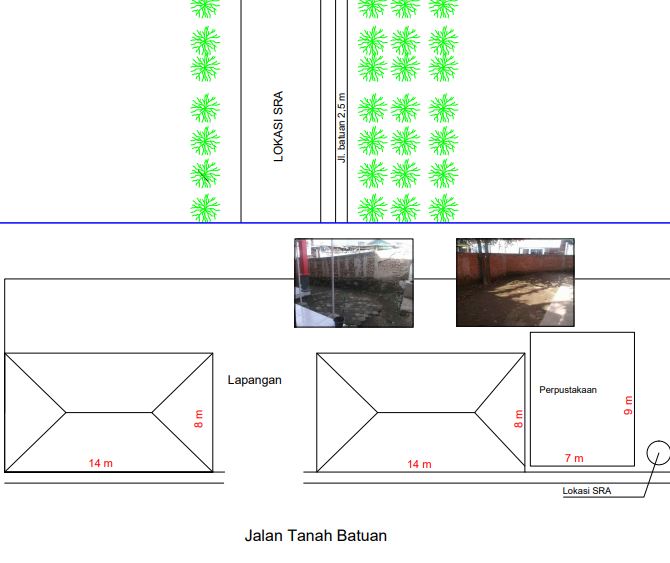 LOKASI SRA
Jl. batuan 2,5 m
Lapangan
Perpustakaan
8 m
8 m
9 m
14 m
14 m
7 m
Lokasi SRA
Jalan Tanah Batuan